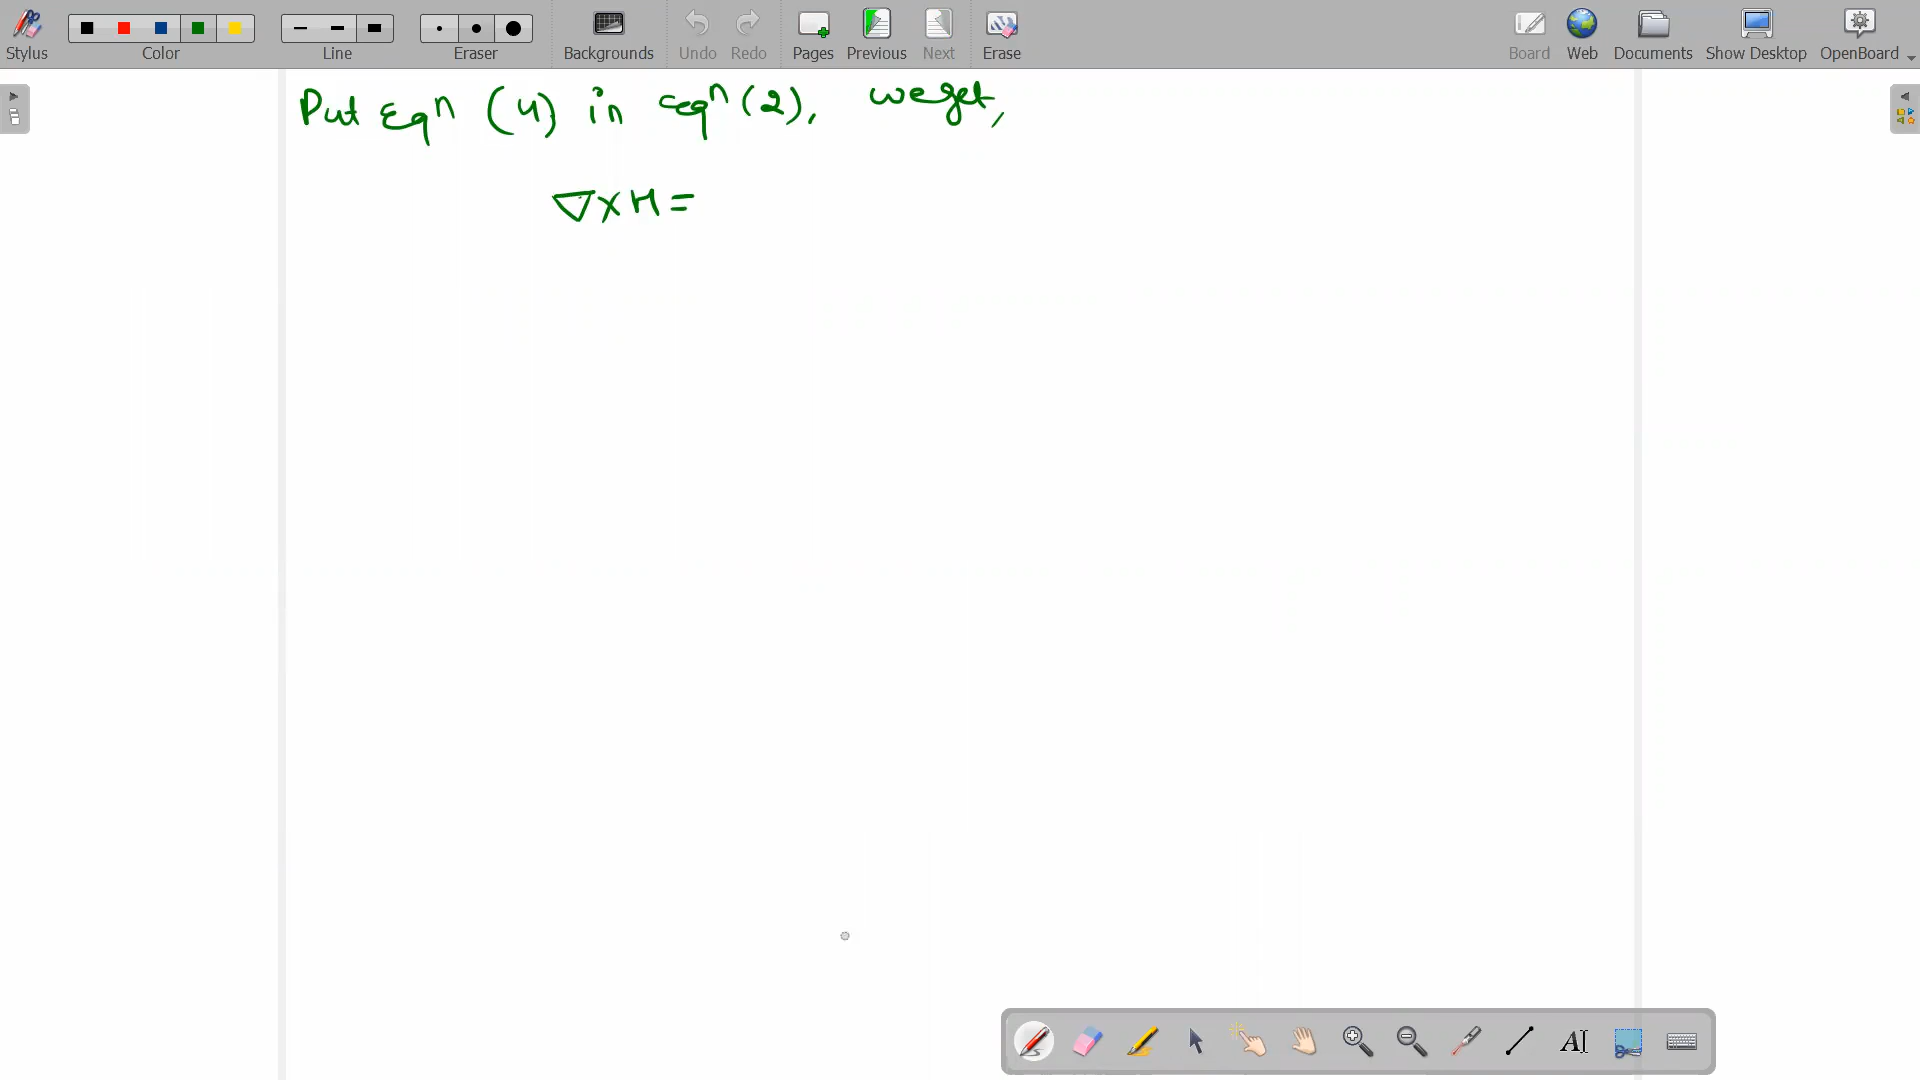 Stylus Color Line Eraser Backgrounds Undo Redo Pages Previous Next Erase Board Web Documents Show Desktop OpenBoard
Put Eqⁿ (4) in eqⁿ (2), we get,
∇ X H =